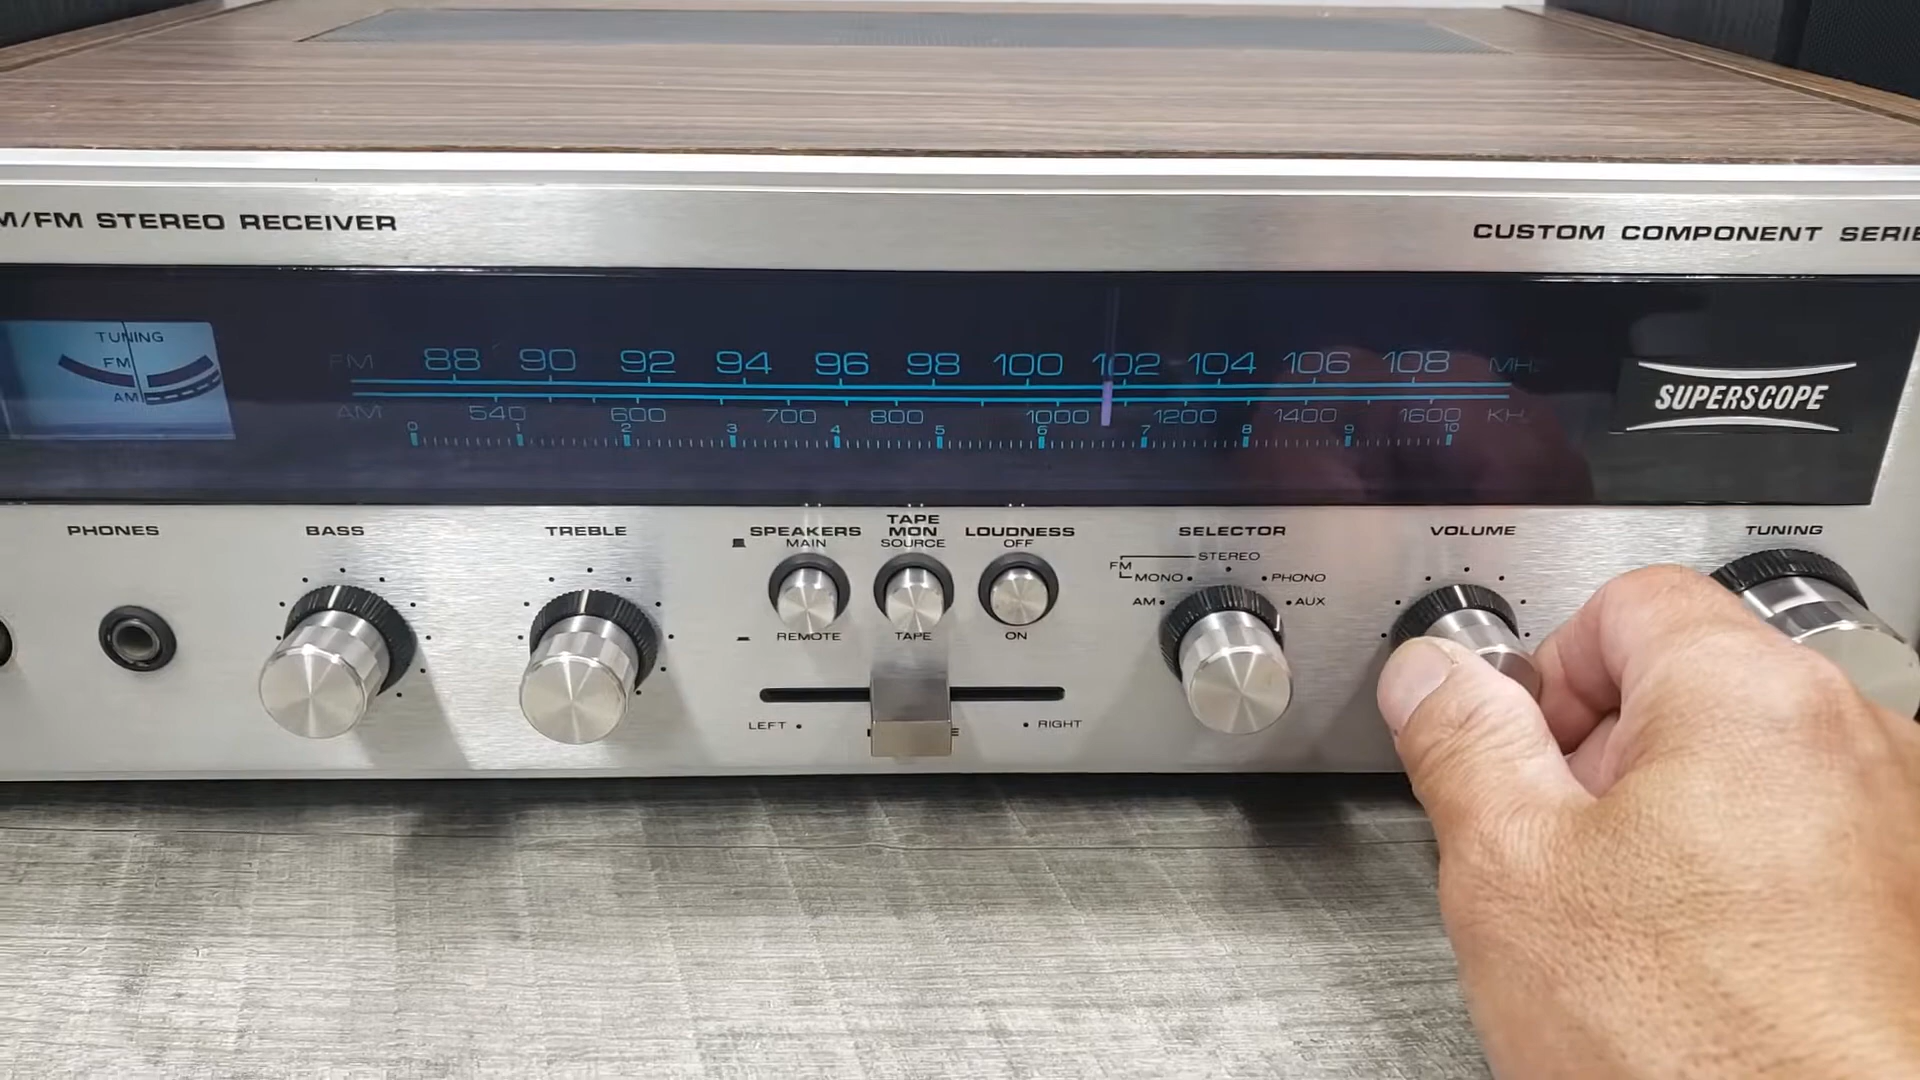 M/FM STEREO RECEIVER
CUSTOM COMPONENT SERIE
TUNING
FM
AM
FM 88 90 92 94 96 98 100 102 104 106 108 MHz
AM 540 600 700 800 1000 1200 1400 1600 KHz
0 1 2 3 4 5 6 7 8 9 10
SUPERSCOPE
PHONES
BASS
TREBLE
SPEAKERS
MAIN
REMOTE
TAPE
MON
SOURCE
TAPE
LOUDNESS
OFF
ON
LEFT
RIGHT
SELECTOR
FM
STEREO
MONO
PHONO
AM
AUX
VOLUME
TUNING